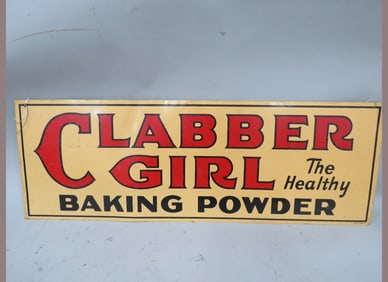 CLABBER
GIRL The
Healthy
BAKING POWDER